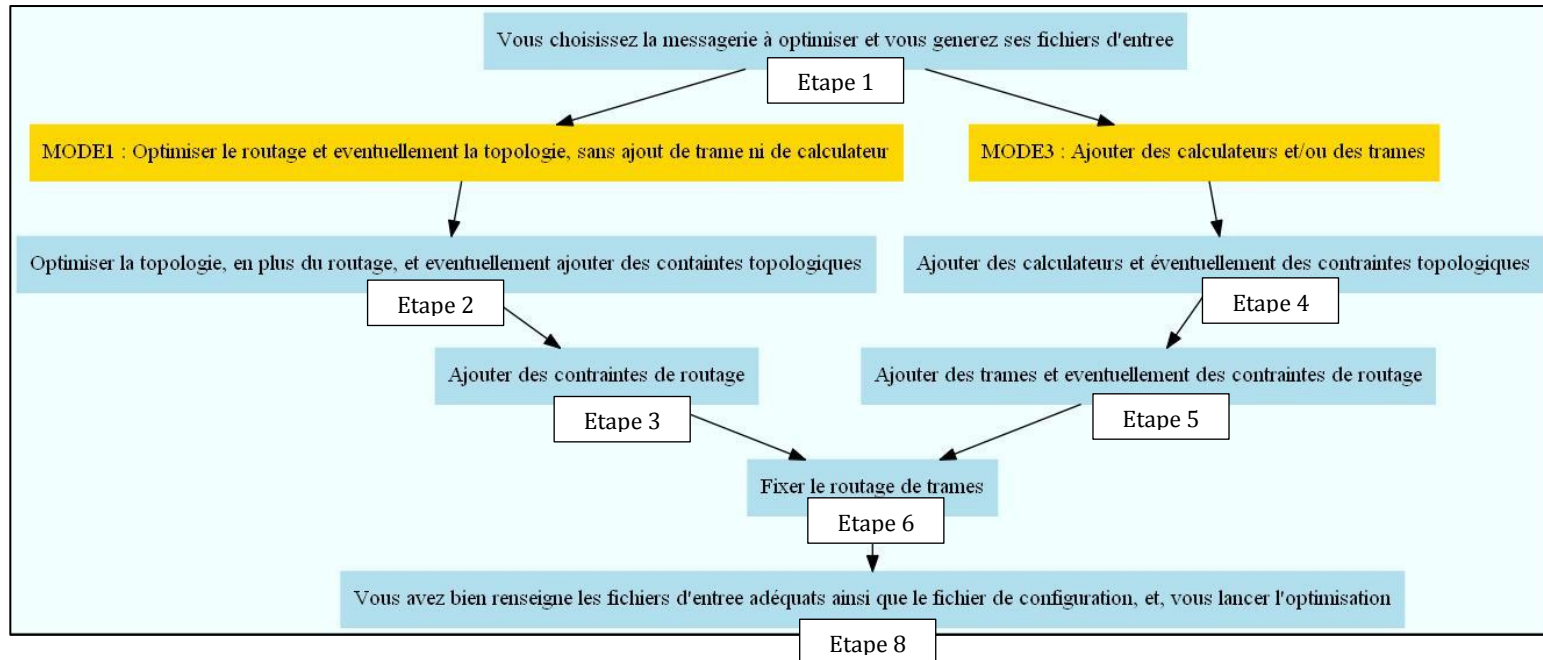 Vous choisissez la messagerie à optimiser et vous generez ses fichiers d'entree
Etape 1
MODE1 : Optimiser le routage et eventuellement la topologie, sans ajout de trame ni de calculateur
MODE3 : Ajouter des calculateurs et/ou des trames
Optimiser la topologie, en plus du routage, et eventuellement ajouter des containtes topologiques
Ajouter des calculateurs et éventuellement des contraintes topologiques
Etape 2
Etape 4
Ajouter des contraintes de routage
Ajouter des trames et eventuellement des contraintes de routage
Etape 3
Etape 5
Fixer le routage de trames
Etape 6
Vous avez bien renseigne les fichiers d'entree adéquats ainsi que le fichier de configuration, et, vous lancer l'optimisation
Etape 8